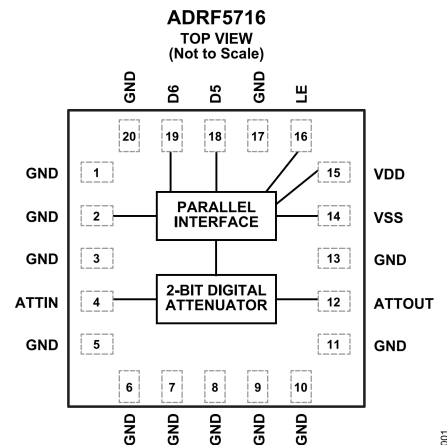 ADRF5716
TOP VIEW
(Not to Scale)
GND D6 D5 GND LE
20 19 18 17 16
GND 1 15 VDD
PARALLEL
INTERFACE
GND 2 14 VSS
GND 3 13 GND
2-BIT DIGITAL
ATTENUATOR
ATTIN 4 12 ATTOUT
GND 5 11 GND
6 7 8 9 10
GND GND GND GND GND
001